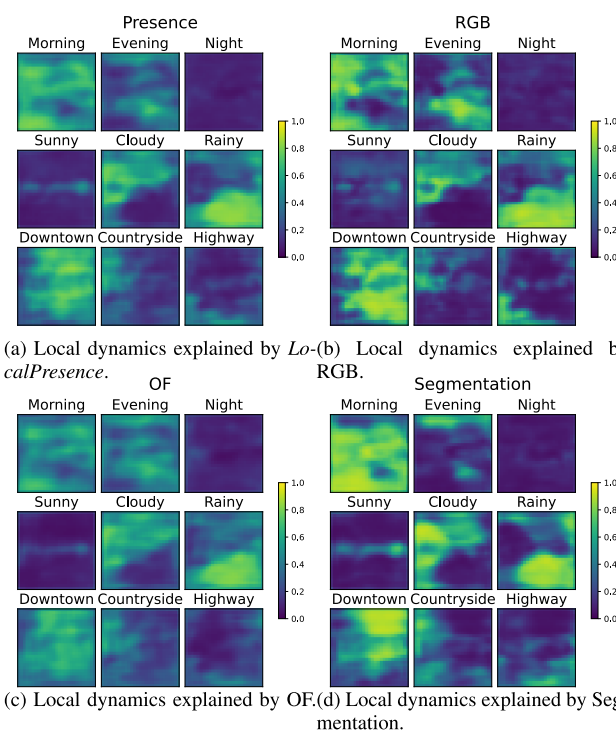 Presence
Morning Evening Night
1,0
Sunny Cloudy Rainy
0,8
0,6
0,4
Downtown Countryside Highway
0,2
0,0
(a) Local dynamics explained by Lo-
calPresence.
RGB
Morning Evening Night
1,0
Sunny Cloudy Rainy
0,8
0,6
0,4
Downtown Countryside Highway
0,2
0,0
(b) Local dynamics explained b
RGB.
OF
Morning Evening Night
1.0
Sunny Cloudy Rainy
0.8
0.6
0.4
Downtown Countryside Highway
0.2
0.0
(c) Local dynamics explained by OF.
Segmentation
Morning Evening Night
1.0
Sunny Cloudy Rainy
0.8
0.6
0.4
Downtown Countryside Highway
0.2
0.0
(d) Local dynamics explained by Seg
mentation.